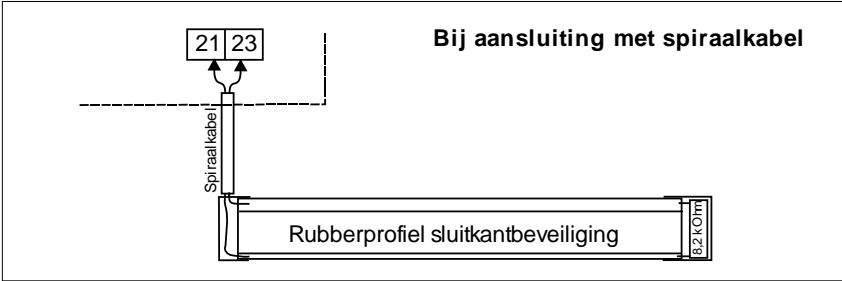 Bij aansluiting met spiraalkabel
21 23
Spiraalkabel
Rubberprofiel sluitkantbeveiliging
8,2 kOhm